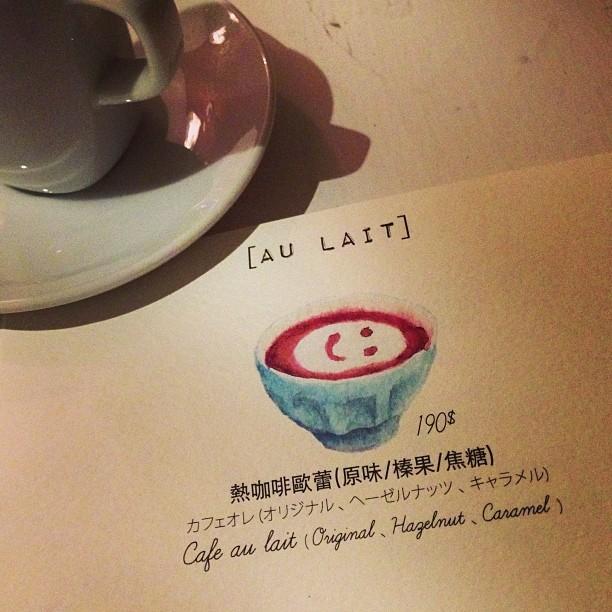 [AU LAIT]
190$
熱咖啡歐蕾(原味/榛果/焦糖)
カフェオレ(オリジナル、ヘーゼルナッツ、キャラメル)
Cafe au lait (Original、Hazelnut、Caramel)